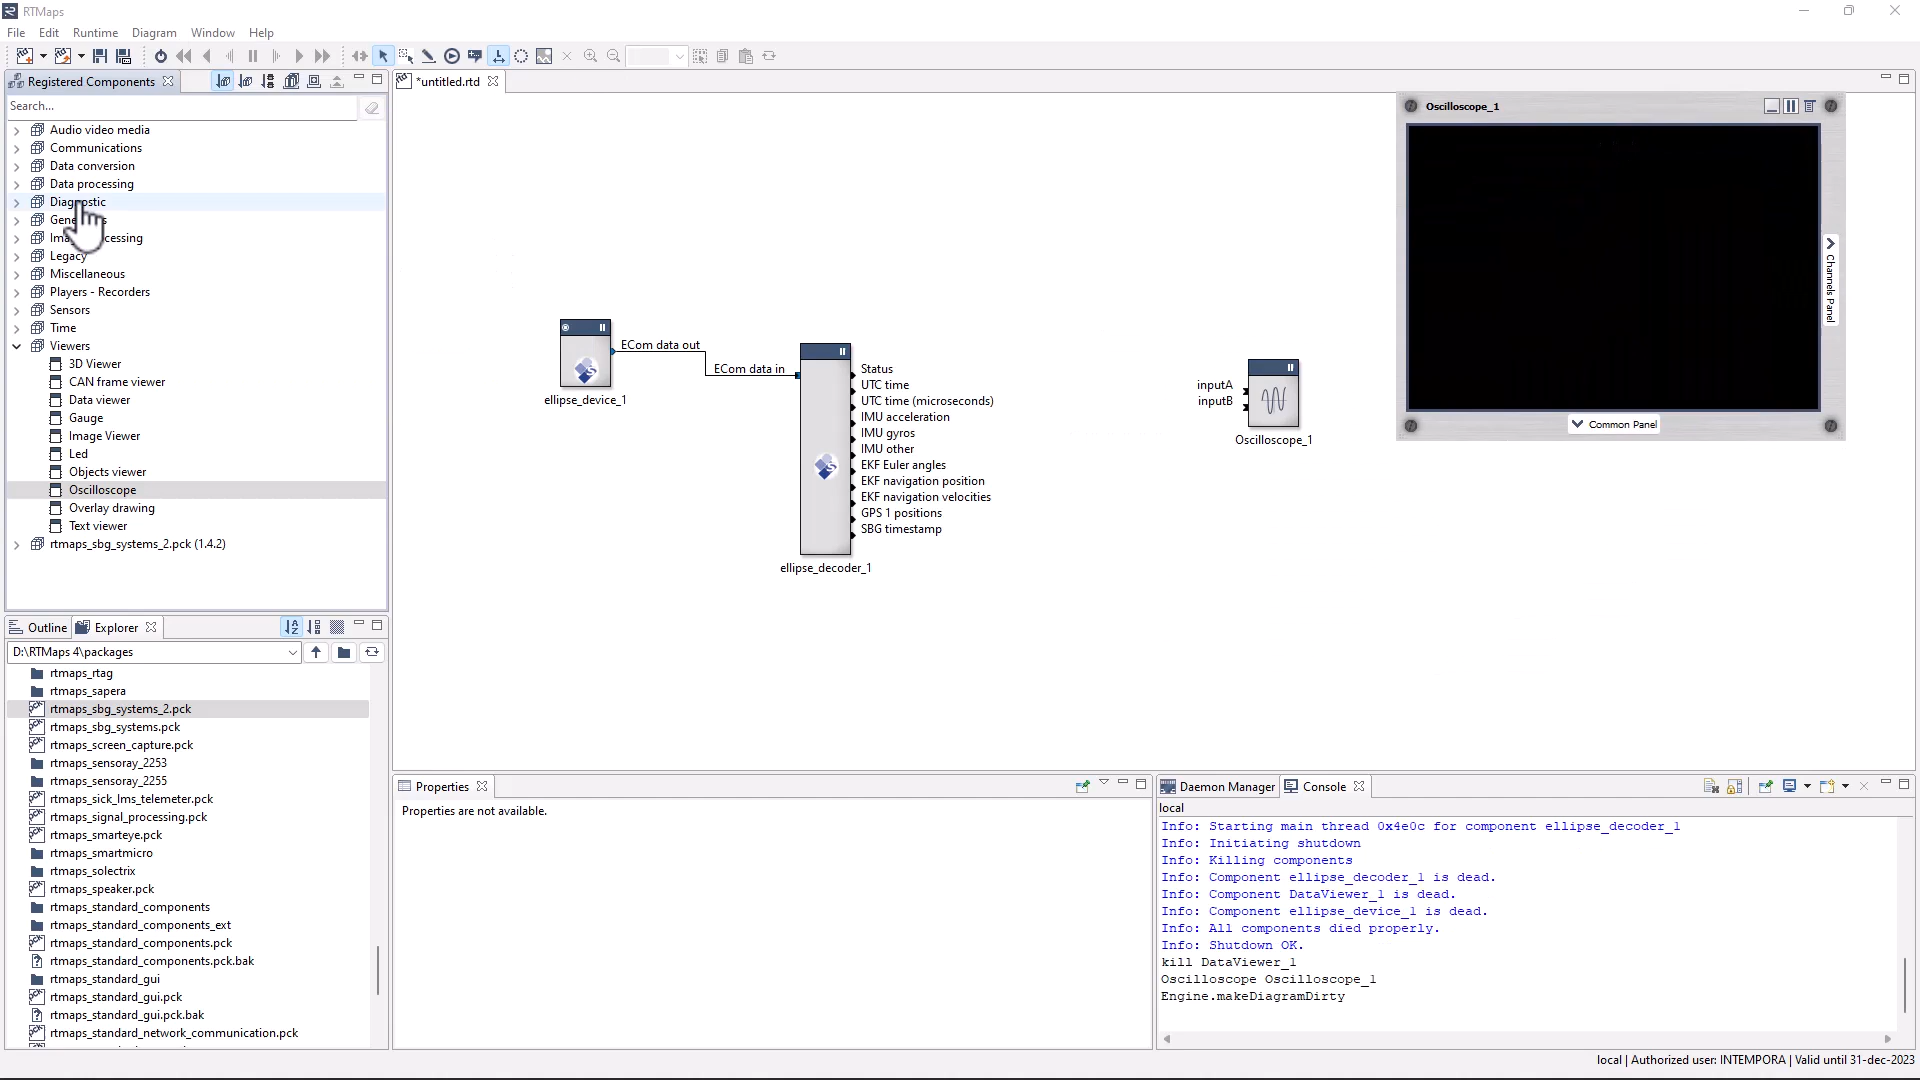 RTMaps
File Edit Runtime Diagram Window Help
Registered Components
*untitled.rtd
Search...
Audio video media
Communications
Data conversion
Data processing
Diagnostic
Legacy
Miscellaneous
Players - Recorders
Sensors
Time
Viewers
3D Viewer
CAN frame viewer
Data viewer
Gauge
Image Viewer
Led
Objects viewer
Oscilloscope
Overlay drawing
Text viewer
rtmaps_sbg_systems_2.pck (1.4.2)
ECom data out
ellipse_device_1
ECom data in
Status
UTC time
UTC time (microseconds)
IMU acceleration
IMU gyros
IMU other
EKF Euler angles
EKF navigation position
EKF navigation velocities
GPS 1 positions
SBG timestamp
ellipse_decoder_1
inputA
inputB
Oscilloscope_1
Oscilloscope_1
Channels Panel
Common Panel
Outline Explorer
D:\RTMaps 4\packages
rtmaps_rtag
rtmaps_sapera
rtmaps_sbg_systems_2.pck
rtmaps_sbg_systems.pck
rtmaps_screen_capture.pck
rtmaps_sensoray_2253
rtmaps_sensoray_2255
rtmaps_sick_lms_telemeter.pck
rtmaps_signal_processing.pck
rtmaps_smarteye.pck
rtmaps_smartmicro
rtmaps_solectrix
rtmaps_speaker.pck
rtmaps_standard_components
rtmaps_standard_components_ext
rtmaps_standard_components.pck
rtmaps_standard_components.pck.bak
rtmaps_standard_gui
rtmaps_standard_gui.pck
rtmaps_standard_gui.pck.bak
rtmaps_standard_network_communication.pck
Properties
Properties are not available.
Daemon Manager Console
local
Info: Starting main thread 0x4e0c for component ellipse_decoder_1
Info: Initiating shutdown
Info: Killing components
Info: Component ellipse_decoder_1 is dead.
Info: Component DataViewer_1 is dead.
Info: Component ellipse_device_1 is dead.
Info: All components died properly.
Info: Shutdown OK.
kill DataViewer_1
Oscilloscope Oscilloscope_1
Engine.makeDiagramDirty
local | Authorized user: INTEMPORA | Valid until 31-dec-2023